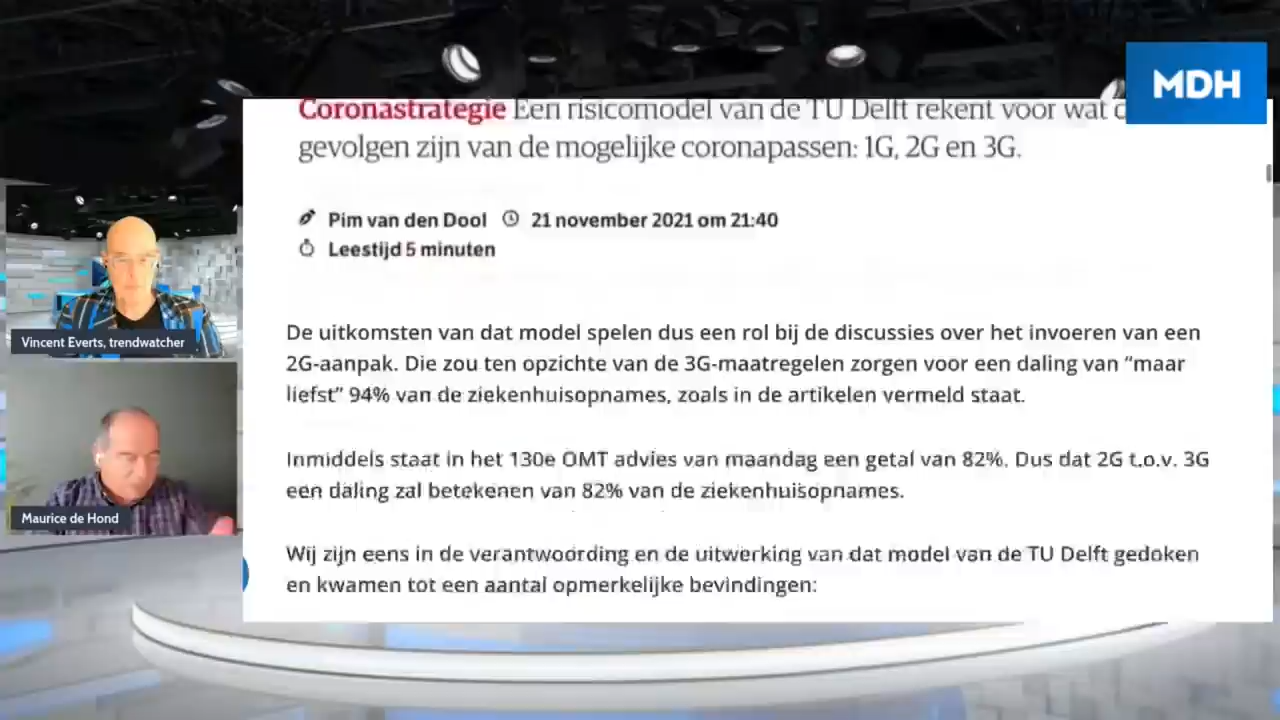 MDH
Coronastrategie Een risicomodel van de TU Delft rekent voor wat
gevolgen zijn van de mogelijke coronapassen: 1G, 2G en 3G.
Pim van den Dool 21 november 2021 om 21:40
Leestijd 5 minuten
De uitkomsten van dat model spelen dus een rol bij de discussies over het invoeren van een
2G-aanpak. Die zou ten opzichte van de 3G-maatregelen zorgen voor een daling van “maar
liefst” 94% van de ziekenhuisopnames, zoals in de artikelen vermeld staat.
Inmiddels staat in het 130e OMT advies van maandag een getal van 82%. Dus dat 2G t.o.v. 3G
een daling zal betekenen van 82% van de ziekenhuisopnames.
Wij zijn eens in de verantwoording en de uitwerking van dat model van de TU Delft gedoken
en kwamen tot een aantal opmerkelijke bevindingen:
Vincent Everts, trendwatcher
Maurice de Hond